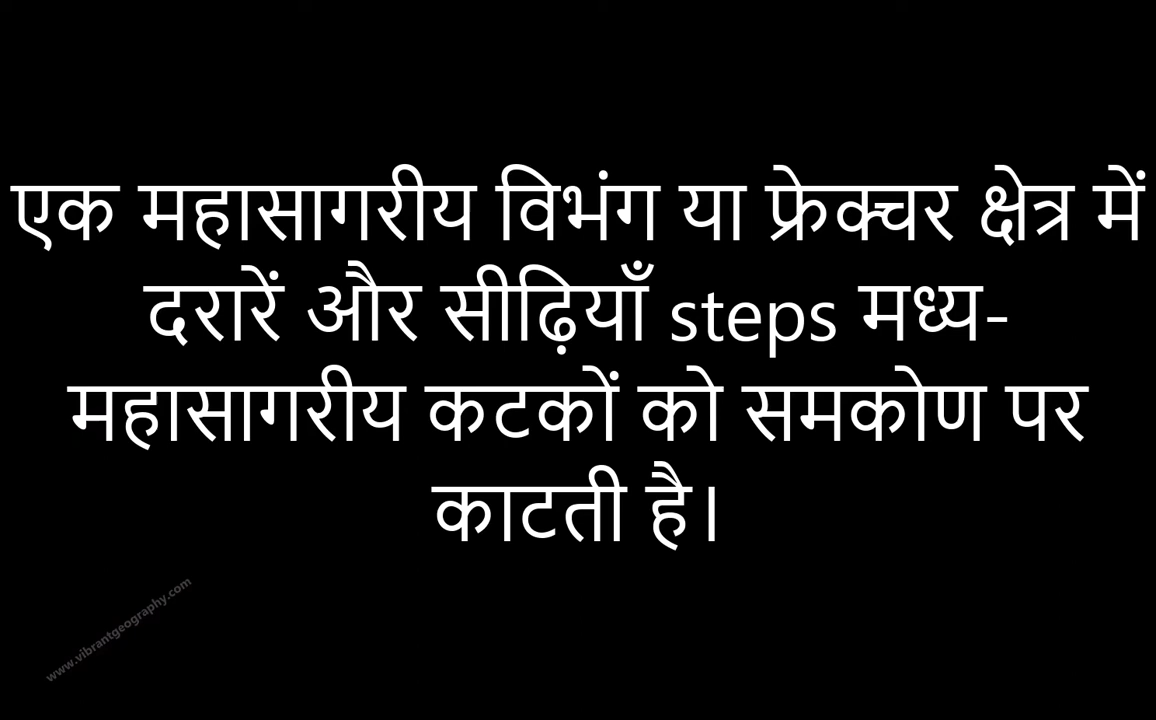 एक महासागरीय विभंग या फ्रेक्चर क्षेत्र में
दरारें और सीढ़ियाँ steps मध्य-
महासागरीय कटकों को समकोण पर
काटती है।
www.vibrantgeography.com